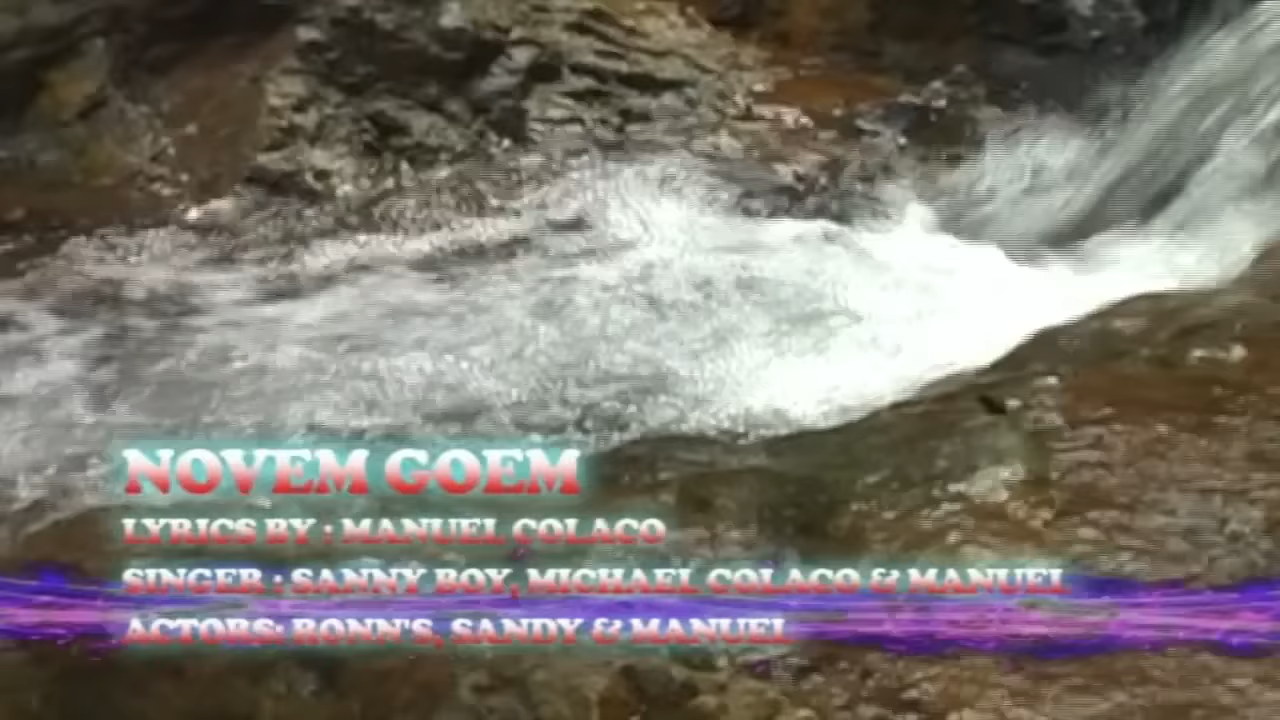 NOVEM GOEM
LYRICS BY : MANUEL COLACO
SINGER : SANNY BOY, MICHAEL COLACO & MANUEL
ACTORS: RONN'S, SANDY & MANUEL